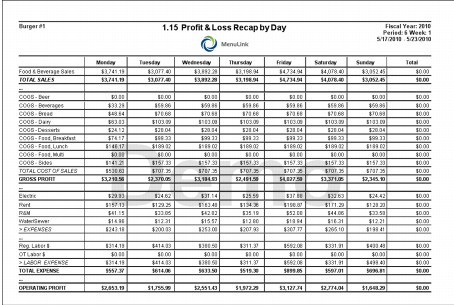 Burger #1
1.15 Profit & Loss Recap by Day
Fiscal Year: 2010
Period: 6 Week: 1
5/17/2010 - 5/23/2010
MenuLink
Monday Tuesday Wednesday Thursday Friday Saturday Sunday Total
Food & Beverage Sales $3,741.19 $3,077.40 $3,892.28 $3,198.94 $4,734.94 $4,078.40 $3,052.45 $0.00
TOTAL SALES $3,741.19 $3,077.40 $3,892.28 $3,198.94 $4,734.94 $4,078.40 $3,052.45 $0.00
...
COGS - Beer $0.00 $0.00 $0.00 $0.00 $0.00 $0.00 $0.00 $0.00
COGS - Beverages $33.29 $59.86 $59.86 $59.86 $59.86 $59.86 $59.86 $0.00
COGS - Bread $48.64 $70.68 $70.68 $70.68 $70.68 $70.68 $70.68 $0.00
COGS - Dairy $63.03 $103.09 $103.09 $103.09 $103.09 $103.09 $103.09 $0.00
COGS - Desserts $24.12 $28.04 $28.04 $28.04 $28.04 $28.04 $28.04 $0.00
COGS - Food, Breakfast $74.17 $99.33 $99.33 $99.33 $99.33 $99.33 $99.33 $0.00
COGS - Food, Lunch $146.17 $189.02 $189.02 $189.02 $189.02 $189.02 $189.02 $0.00
COGS - Food, Multi $0.00 $0.00 $0.00 $0.00 $0.00 $0.00 $0.00 $0.00
COGS - Sides $141.21 $157.33 $157.33 $157.33 $157.33 $157.33 $157.33 $0.00
TOTAL COST OF SALES $530.63 $707.35 $707.35 $707.35 $707.35 $707.35 $707.35 $0.00
GROSS PROFIT $3,210.56 $2,370.05 $3,184.93 $2,491.59 $4,027.59 $3,371.05 $2,345.10 $0.00
Demo
...
Electric $29.93 $24.62 $31.14 $25.59 $37.88 $32.63 $24.42 $0.00
Rent $157.13 $129.25 $163.48 $134.36 $198.87 $171.29 $128.20 $0.00
R&M $41.15 $33.85 $42.82 $35.19 $52.08 $44.86 $33.58 $0.00
Water/Sewer $14.96 $12.31 $15.57 $12.80 $18.94 $16.31 $12.21 $0.00
> EXPENSES $243.18 $200.03 $253.00 $207.93 $307.77 $265.10 $198.41 $0.00
...
Reg. Labor $ $314.19 $414.03 $380.50 $311.37 $592.08 $331.91 $498.40 $0.00
OT Labor $ $0.00 $0.00 $0.00 $0.00 $0.00 $0.00 $0.00 $0.00
> LABOR EXPENSE $314.19 $414.03 $380.50 $311.37 $592.08 $331.91 $498.40 $0.00
TOTAL EXPENSE $557.37 $614.06 $633.50 $519.30 $899.85 $597.01 $696.81 $0.00
...
OPERATING PROFIT $2,653.19 $1,755.99 $2,551.43 $1,972.29 $3,127.74 $2,774.04 $1,648.29 $0.00